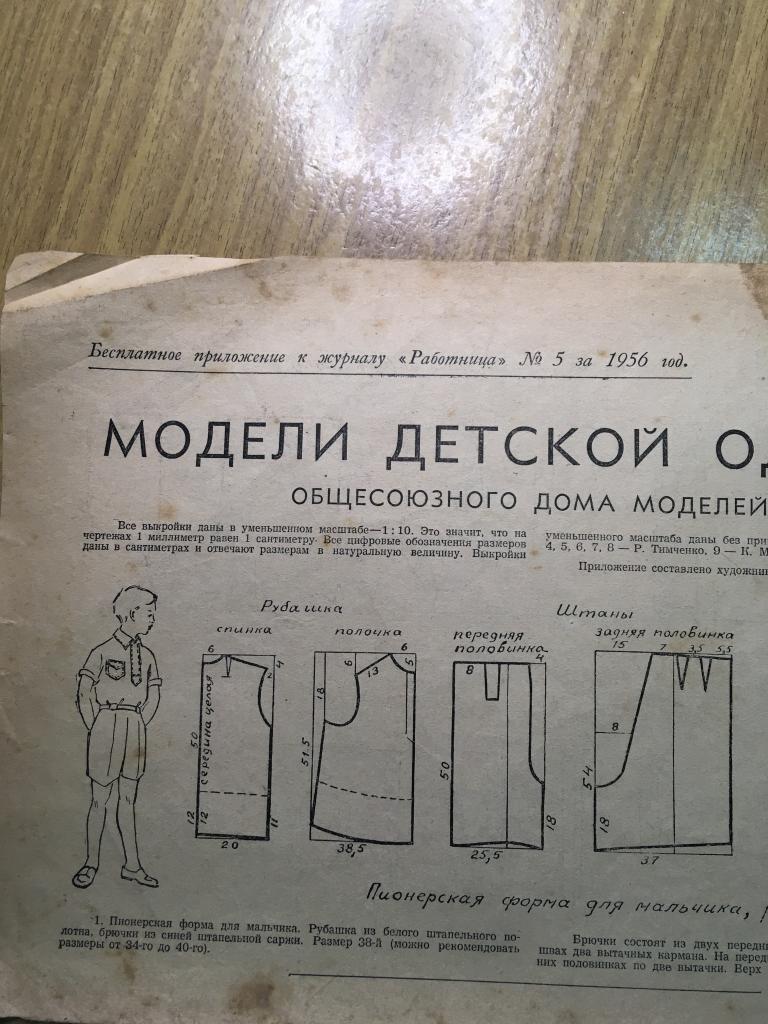 Бесплатное приложение к журналу «Работница» № 5 за 1956 год.
МОДЕЛИ ДЕТСКОЙ
ОБЩЕСОЮЗНОГО ДОМА МОДЕЛЕЙ
Все выкройки даны в уменьшенном масштабе—1:10. Это значит, что на
чертежах 1 миллиметр равен 1 сантиметру. Все цифровые обозначения размеров
даны в сантиметрах и отвечают размерам в натуральную величину. Выкройки
уменьшенного масштаба даны без
4, 5, 6, 7, 8 — Р. Тимченко, 9 — К.
Приложение составлено
Рубашка
спинка
6
4
2
середина целая
50
12
12
11
20
полочка
6
6
13
5
18
51.5
38,5
Штаны
передняя
половинка
8
4
50
18
25,5
задняя половинка
15
7
3,5
5,5
8
54
18
37
Пионерская форма для мальчика,
1. Пионерская форма для мальчика. Рубашка из белого штапельного по-
лотна, брючки из синей штапельной саржи. Размер 38-й (можно рекомендовать
размеры от 34-го до 40-го).
Брючки состоят из двух
швах два вытачных кармана. На
них половинках по две вытачки. Верх